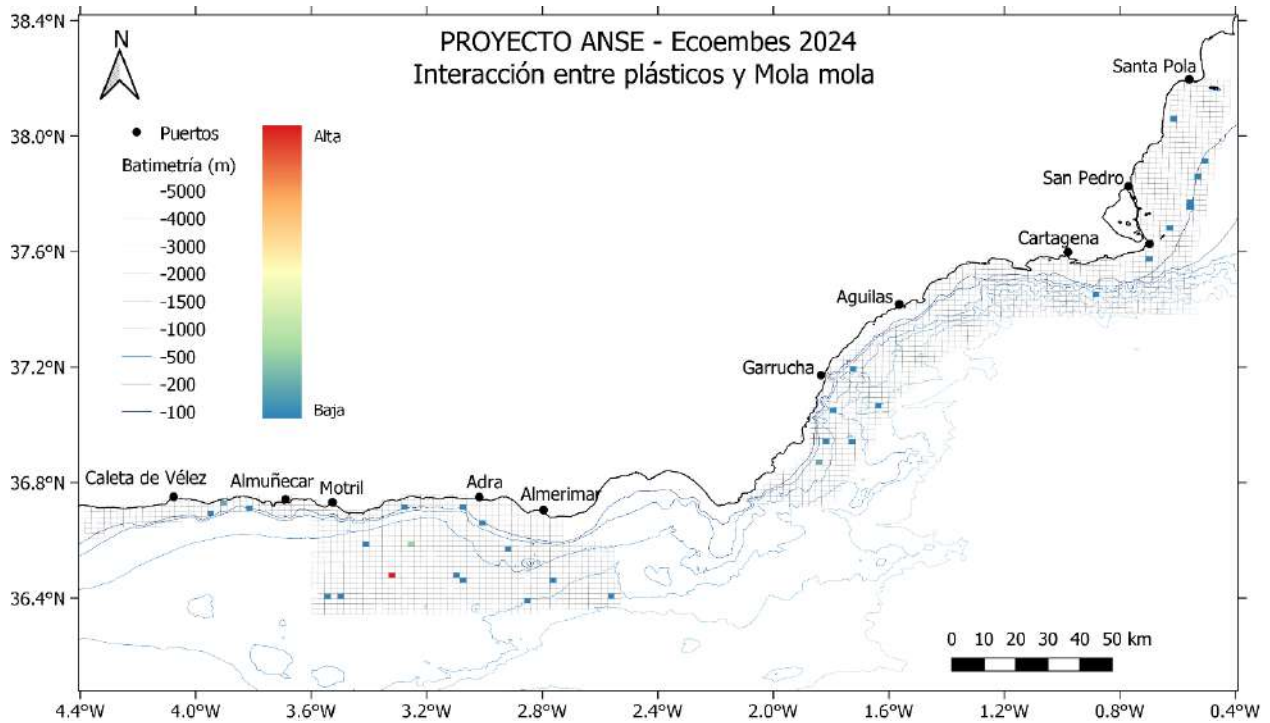 PROYECTO ANSE - Ecoembes 2024
Interacción entre plásticos y Mola mola
N
Puertos
Batimetría (m)
-5000
-4000
-3000
-2000
-1500
-1000
-500
-200
-100
Alta
Baja
Santa Pola
San Pedro
Cartagena
Aguilas
Garrucha
Caleta de Vélez
Almuñecar
Motril
Adra
Almerimar
0 10 20 30 40 50 km
38.4°N
38.0°N
37.6°N
37.2°N
36.8°N
36.4°N
4.4°W 4.0°W 3.6°W 3.2°W 2.8°W 2.4°W 2.0°W 1.6°W 1.2°W 0.8°W 0.4°W